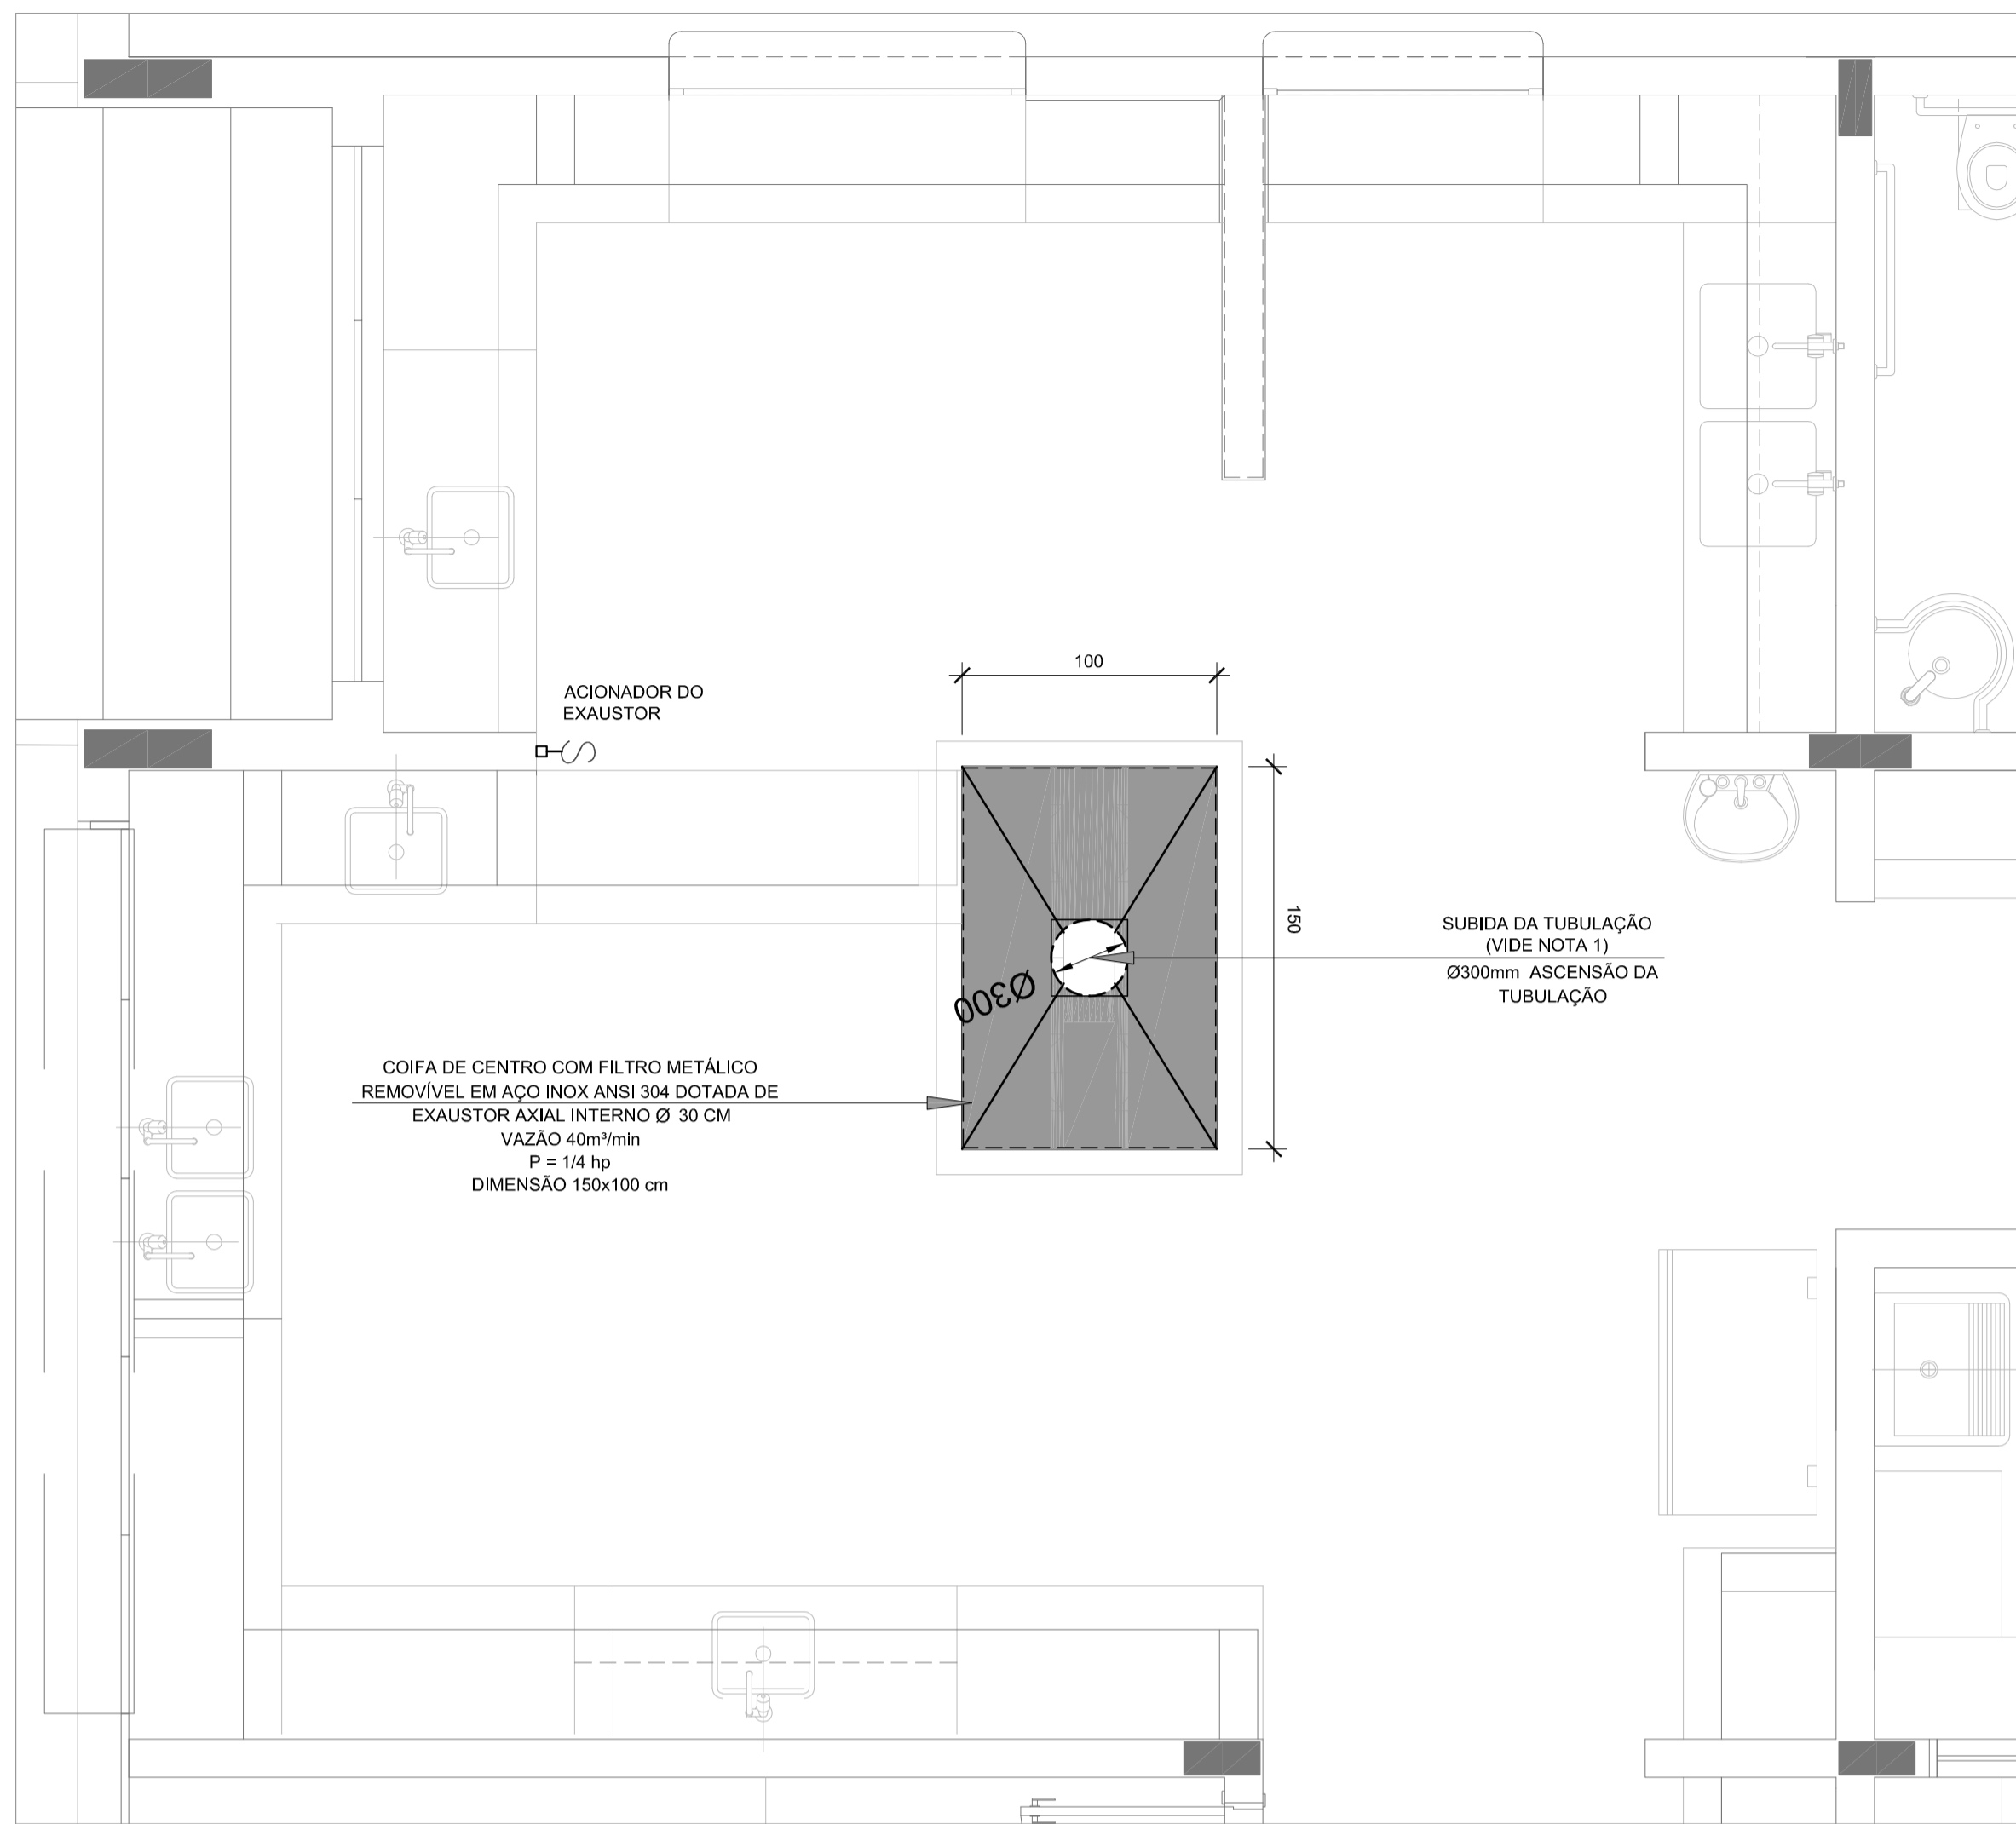 100
ACIONADOR DO
EXAUSTOR
S
150
SUBIDA DA TUBULAÇÃO
(VIDE NOTA 1)
Ø300mm ASCENSÃO DA
TUBULAÇÃO
Ø300
COIFA DE CENTRO COM FILTRO METÁLICO
REMOVÍVEL EM AÇO INOX ANSI 304 DOTADA DE
EXAUSTOR AXIAL INTERNO Ø 30 CM
VAZÃO 40m³/min
P = 1/4 hp
DIMENSÃO 150x100 cm